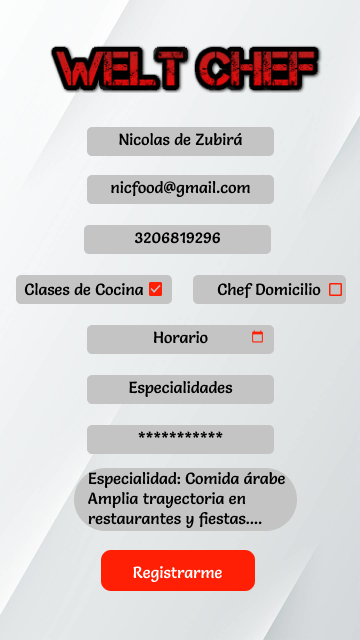 WELT CHEF
Nicolas de Zubirá
nicfood@gmail.com
3206819296
Clases de Cocina
Chef Domicilio
Horario
Especialidades
***********
Especialidad: Comida árabe
Amplia trayectoria en
restaurantes y fiestas....
Registrarme